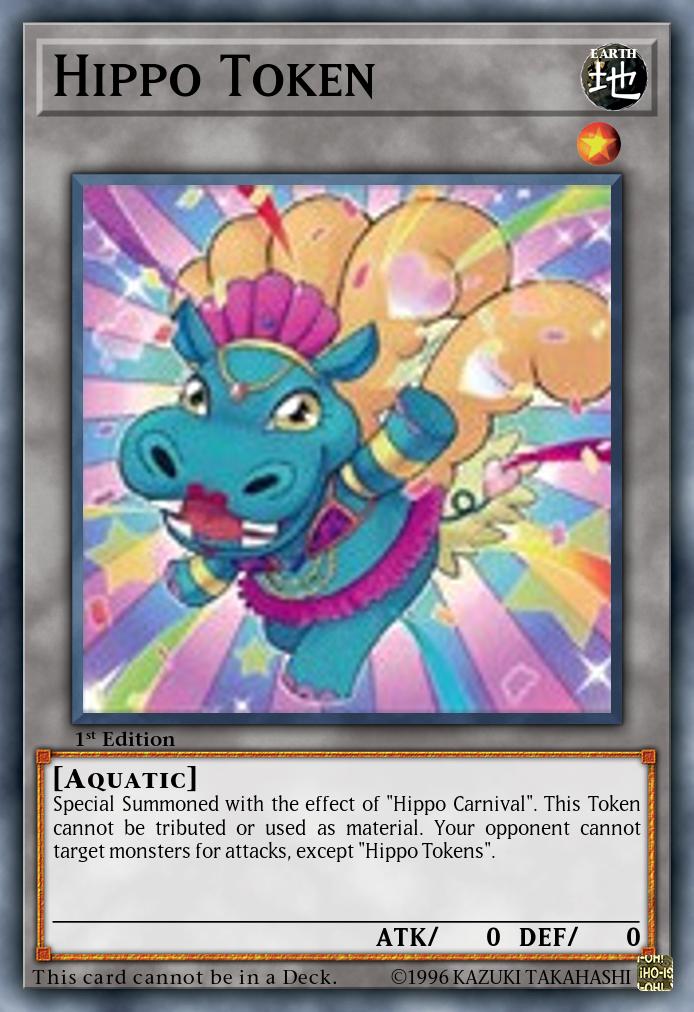 Hippo Token
EARTH
地
1st Edition
[Aquatic]
Special Summoned with the effect of "Hippo Carnival". This Token
cannot be tributed or used as material. Your opponent cannot
target monsters for attacks, except "Hippo Tokens".
ATK/ 0 DEF/ 0
This card cannot be in a Deck. ©1996 KAZUKI TAKAHASHI